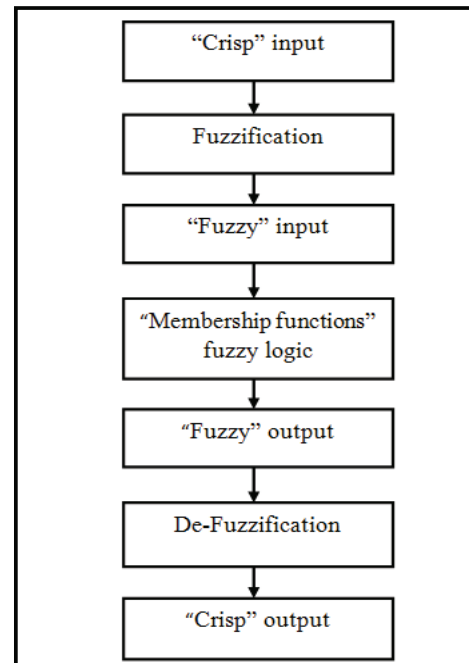 “Crisp” input
Fuzzification
“Fuzzy” input
“Membership functions”
fuzzy logic
“Fuzzy” output
De-Fuzzification
“Crisp” output